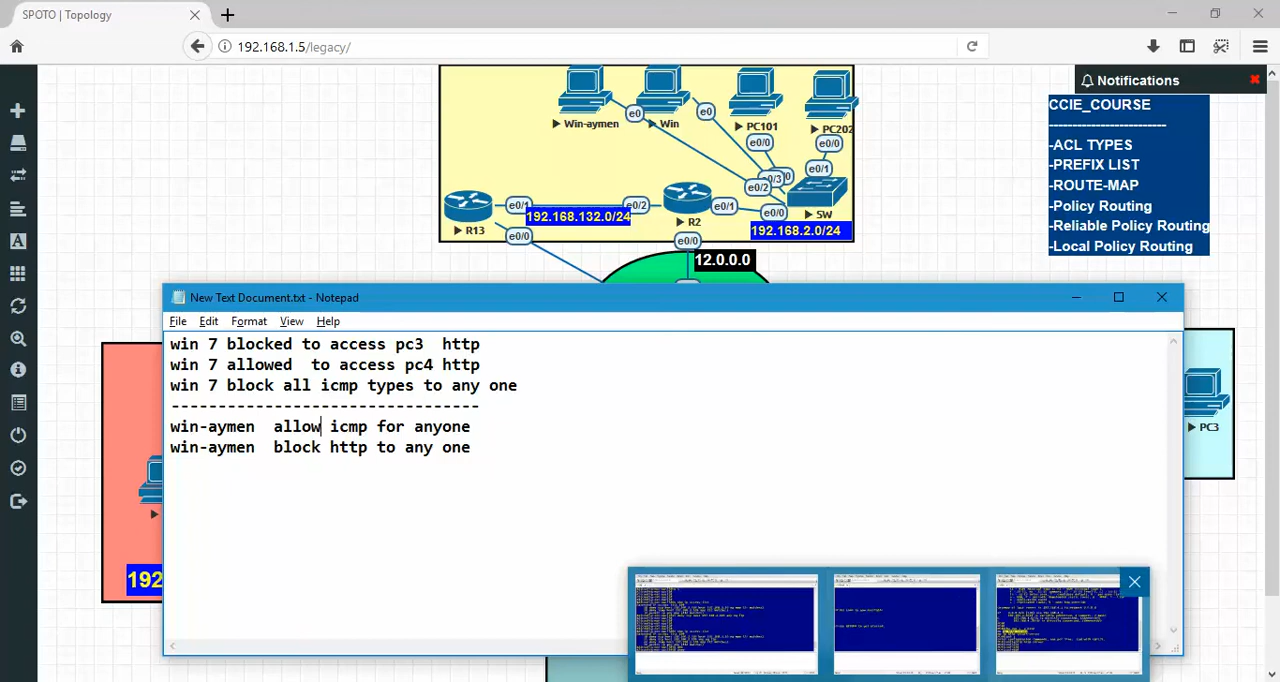 SPOTO | Topology
192.168.1.5/legacy/
Notifications
CCIE_COURSE
-ACL TYPES
-PREFIX LIST
-ROUTE-MAP
-Policy Routing
-Reliable Policy Routing
-Local Policy Routing
Win-aymen
Win
PC101
PC202
e0
e0
e0/0
e0/0
e0/3
e0/1
e0/2
R13
e0/1
192.168.132.0/24
e0/2
R2
e0/1
e0/0
SW
192.168.2.0/24
e0/0
e0/0
12.0.0.0
New Text Document.txt - Notepad
File Edit Format View Help
win 7 blocked to access pc3 http
win 7 allowed to access pc4 http
win 7 block all icmp types to any one
---------------------------------
win-aymen allow icmp for anyone
win-aymen block http to any one
PC3
192